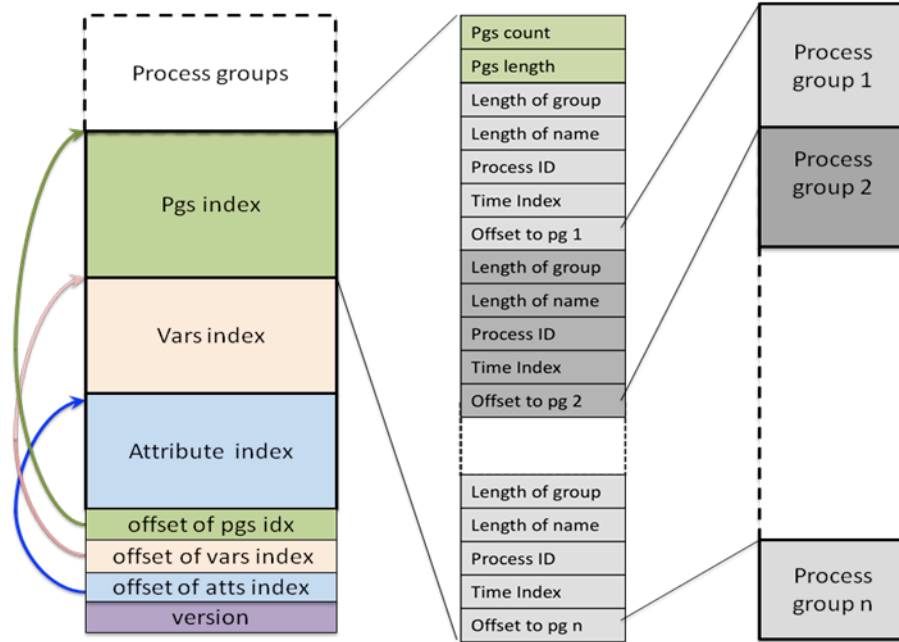 Process groups
Pgs index
Vars index
Attribute index
offset of pgs idx
offset of vars index
offset of atts index
version
Pgs count
Pgs length
Length of group
Length of name
Process ID
Time Index
Offset to pg 1
Length of group
Length of name
Process ID
Time Index
Offset to pg 2
Length of group
Length of name
Process ID
Time Index
Offset to pg n
Process
group 1
Process
group 2
Process
group n